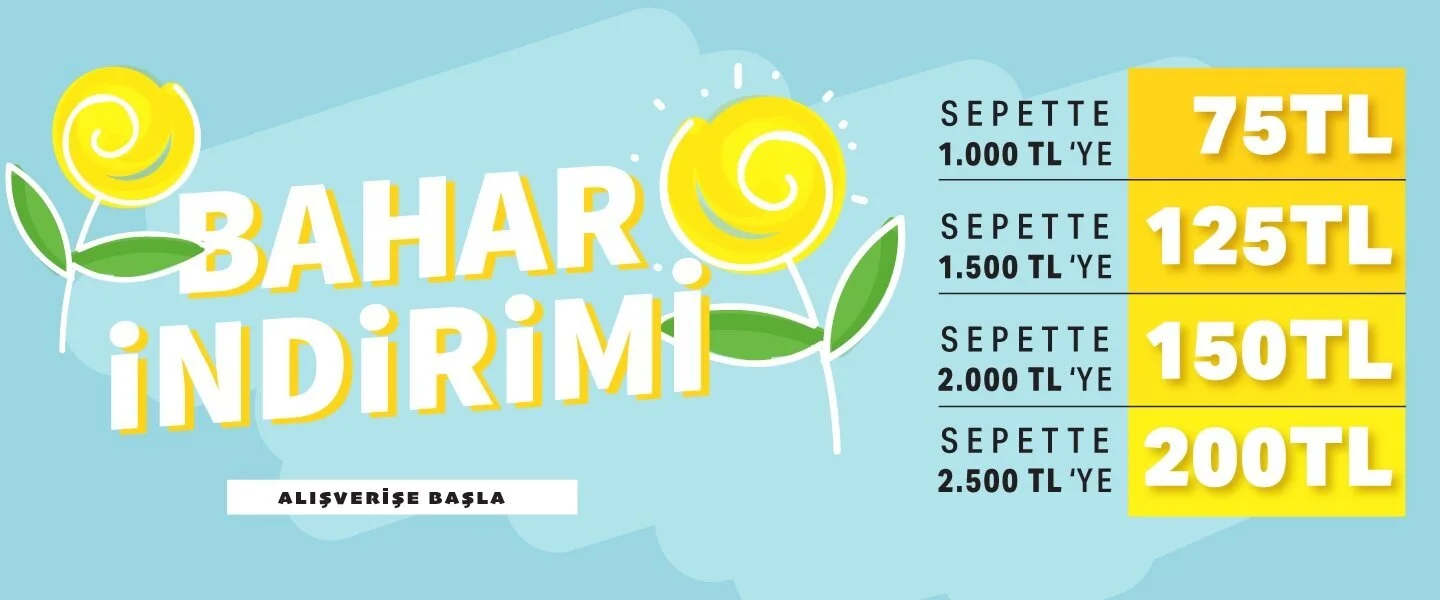 BAHAR
İNDİRİMİ
ALIŞVERİŞE BAŞLA
SEPETTE
1.000 TL ‘YE
75TL
SEPETTE
1.500 TL ‘YE
125TL
SEPETTE
2.000 TL ‘YE
150TL
SEPETTE
2.500 TL ‘YE
200TL